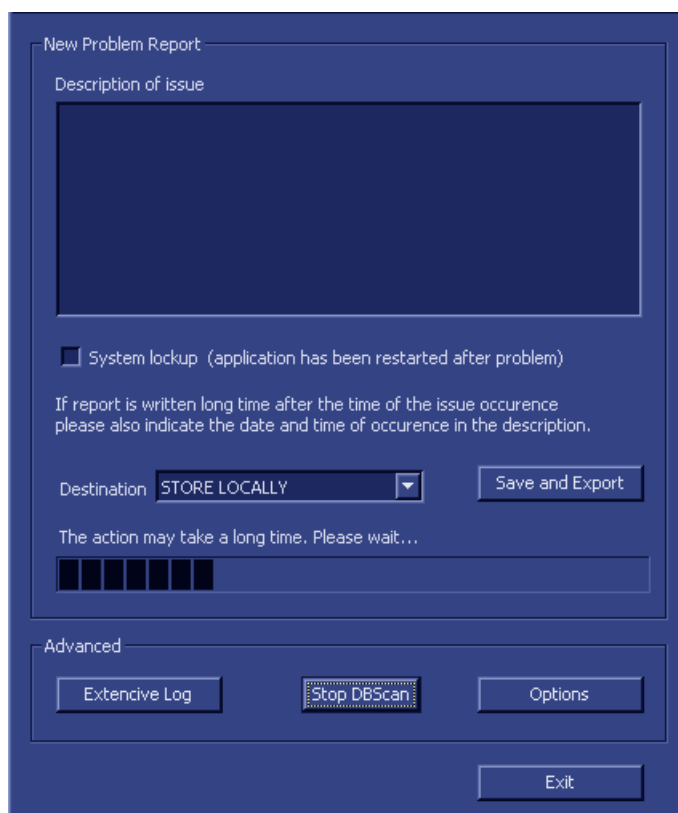 New Problem Report
Description of issue
System lockup (application has been restarted after problem)
If report is written long time after the time of the issue occurence
please also indicate the date and time of occurence in the description.
Destination STORE LOCALLY Save and Export
The action may take a long time. Please wait...
Advanced
Extencive Log Stop DBScan Options
Exit